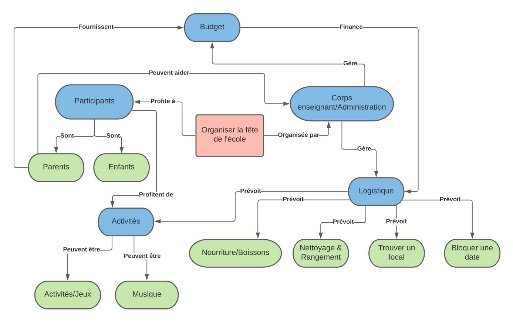 Budget
Fournissent
Finance
Gère
Peuvent aider
Participants
Profite à
Corps
enseignant/Administration
Organiser la fête
de l'école
Organisée par
Sont
Sont
Gère
Parents
Enfants
Profitent de
Prévoit
Logistique
Prévoit
Prévoit
Activités
Prévoit
Prévoit
Peuvent être
Peuvent être
Nourriture/Boissons
Nettoyage &
Rangement
Trouver un
local
Bloquer une
date
Activités/Jeux
Musique